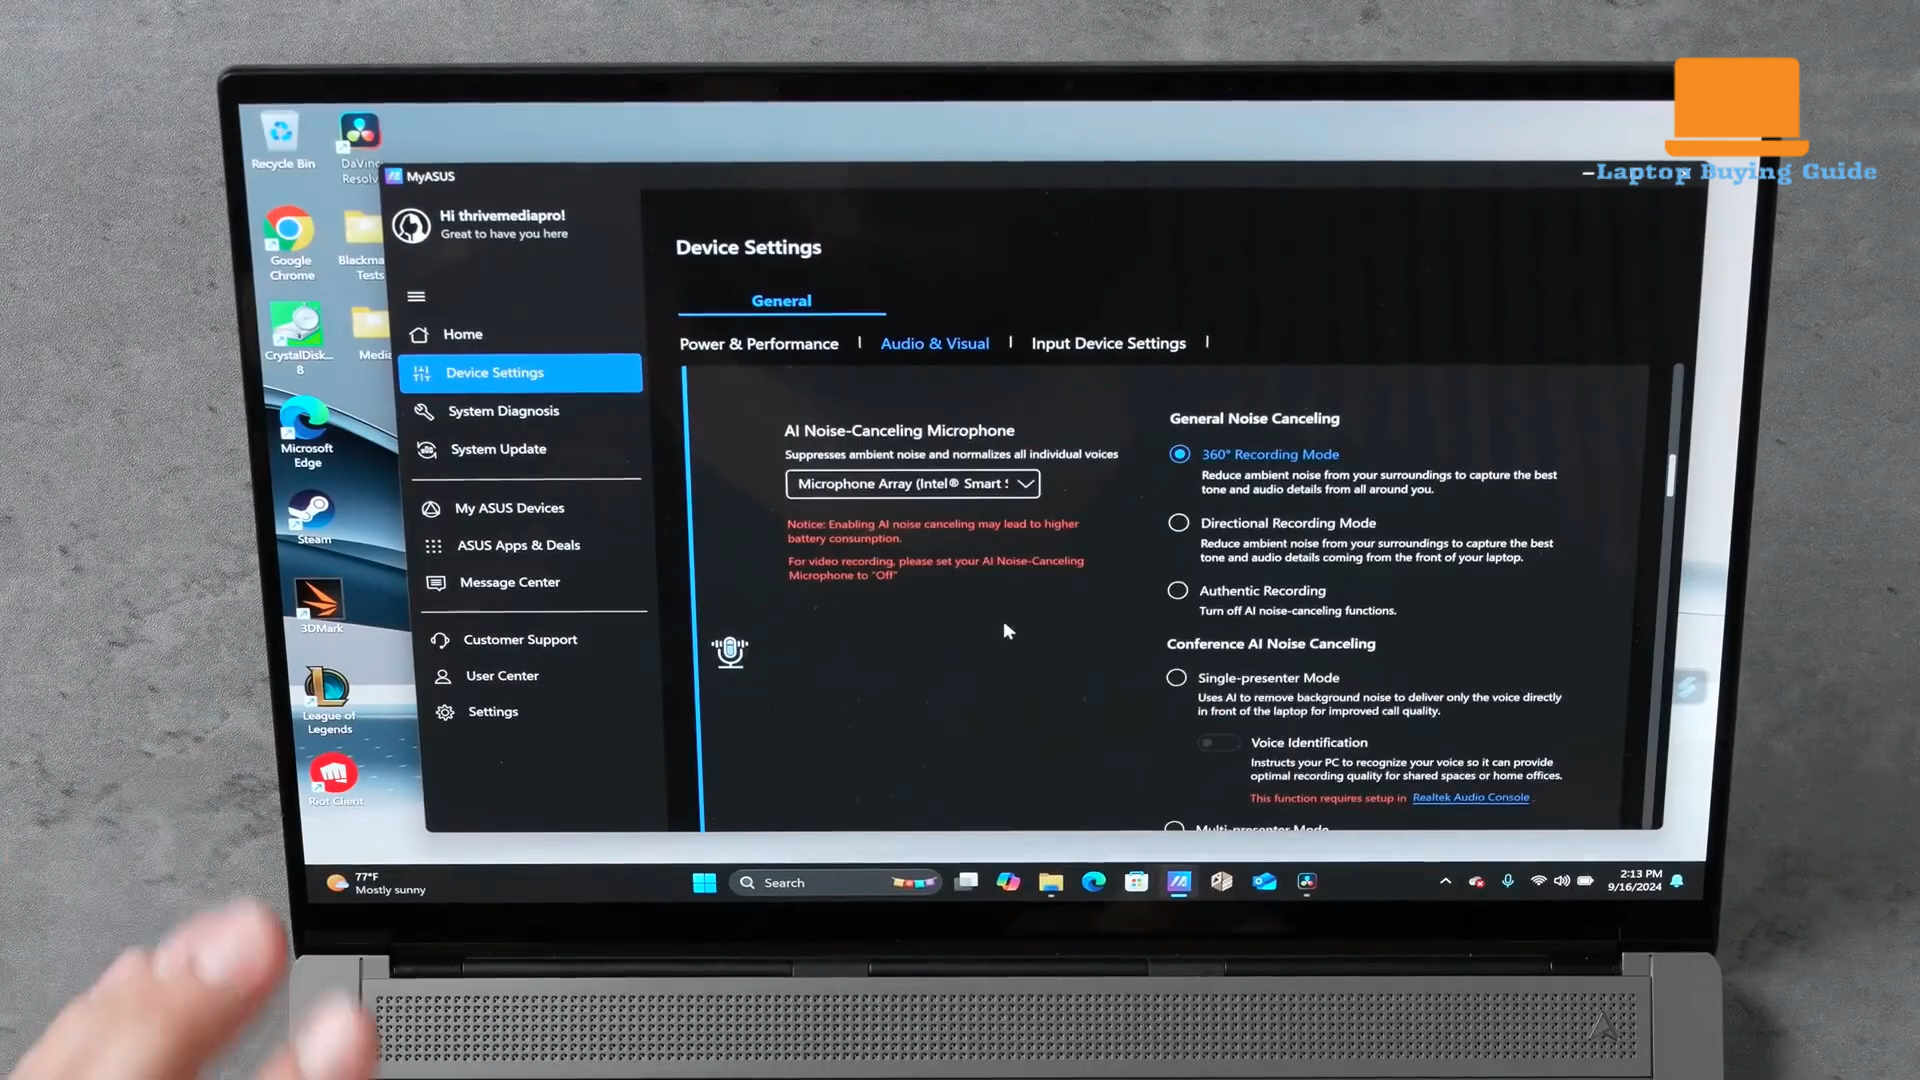 Laptop Buying Guide
Recycle Bin
DaVinci
Resolve
Google
Chrome
Blackma
Tests
CrystalDisk...
8
Media
Microsoft
Edge
Steam
3DMark
League of
Legends
Riot Client
MyASUS
Hi thrivemediapro!
Great to have you here
Home
Device Settings
System Diagnosis
System Update
My ASUS Devices
ASUS Apps & Deals
Message Center
Customer Support
User Center
Settings
Device Settings
General
Power & Performance | Audio & Visual | Input Device Settings |
AI Noise-Canceling Microphone
Suppresses ambient noise and normalizes all individual voices
Microphone Array (Intel® Smart S
Notice: Enabling AI noise canceling may lead to higher
battery consumption.
For video recording, please set your AI Noise-Canceling
Microphone to "Off"
General Noise Canceling
360° Recording Mode
Reduce ambient noise from your surroundings to capture the best
tone and audio details from all around you.
Directional Recording Mode
Reduce ambient noise from your surroundings to capture the best
tone and audio details coming from the front of your laptop.
Authentic Recording
Turn off AI noise-canceling functions.
Conference AI Noise Canceling
Single-presenter Mode
Uses AI to remove background noise to deliver only the voice directly
in front of the laptop for improved call quality.
Voice Identification
Instructs your PC to recognize your voice so it can provide
optimal recording quality for shared spaces or home offices.
This function requires setup in Realtek Audio Console .
Multi-presenter Mode
77°F
Mostly sunny
Search
2:13 PM
9/16/2024